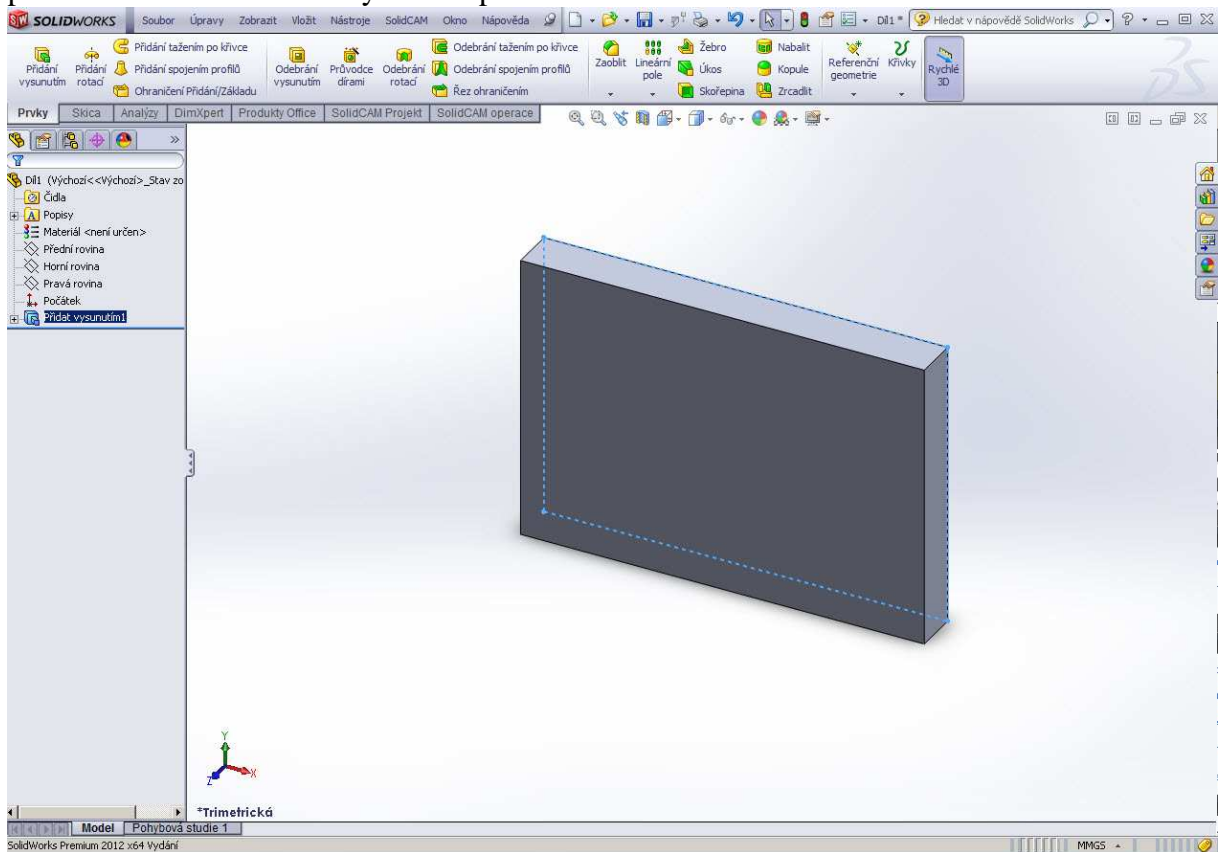 SOLIDWORKS Soubor Úpravy Zobrazit Vložit Nástroje SolidCAM Okno Nápověda Díl1 * Hledat v nápovědě SolidWorks
Přidání vysunutím
Přidání rotací
Přidání tažením po křivce
Přidání spojením profilů
Ohraničení Přidání/Základu
Odebrání vysunutím
Průvodce dírami
Odebrání rotací
Odebrání tažením po křivce
Odebrání spojením profilů
Řez ohraničením
Zaoblit
Lineární pole
Žebro
Úkos
Skořepina
Nabalit
Kopule
Zrcadlit
Referenční geometrie
Křivky
Rychlé 3D
Prvky Skica Analýzy DimXpert Produkty Office SolidCAM Projekt SolidCAM operace
Díl1 (Výchozí<<Výchozí>_Stav zo
Čidla
Popisy
Materiál <není určen>
Přední rovina
Horní rovina
Pravá rovina
Počátek
Přidat vysunutím1
Y
X
Z
*Trimetrická
Model Pohybová studie 1
SolidWorks Premium 2012 x64 Vydání MMGS